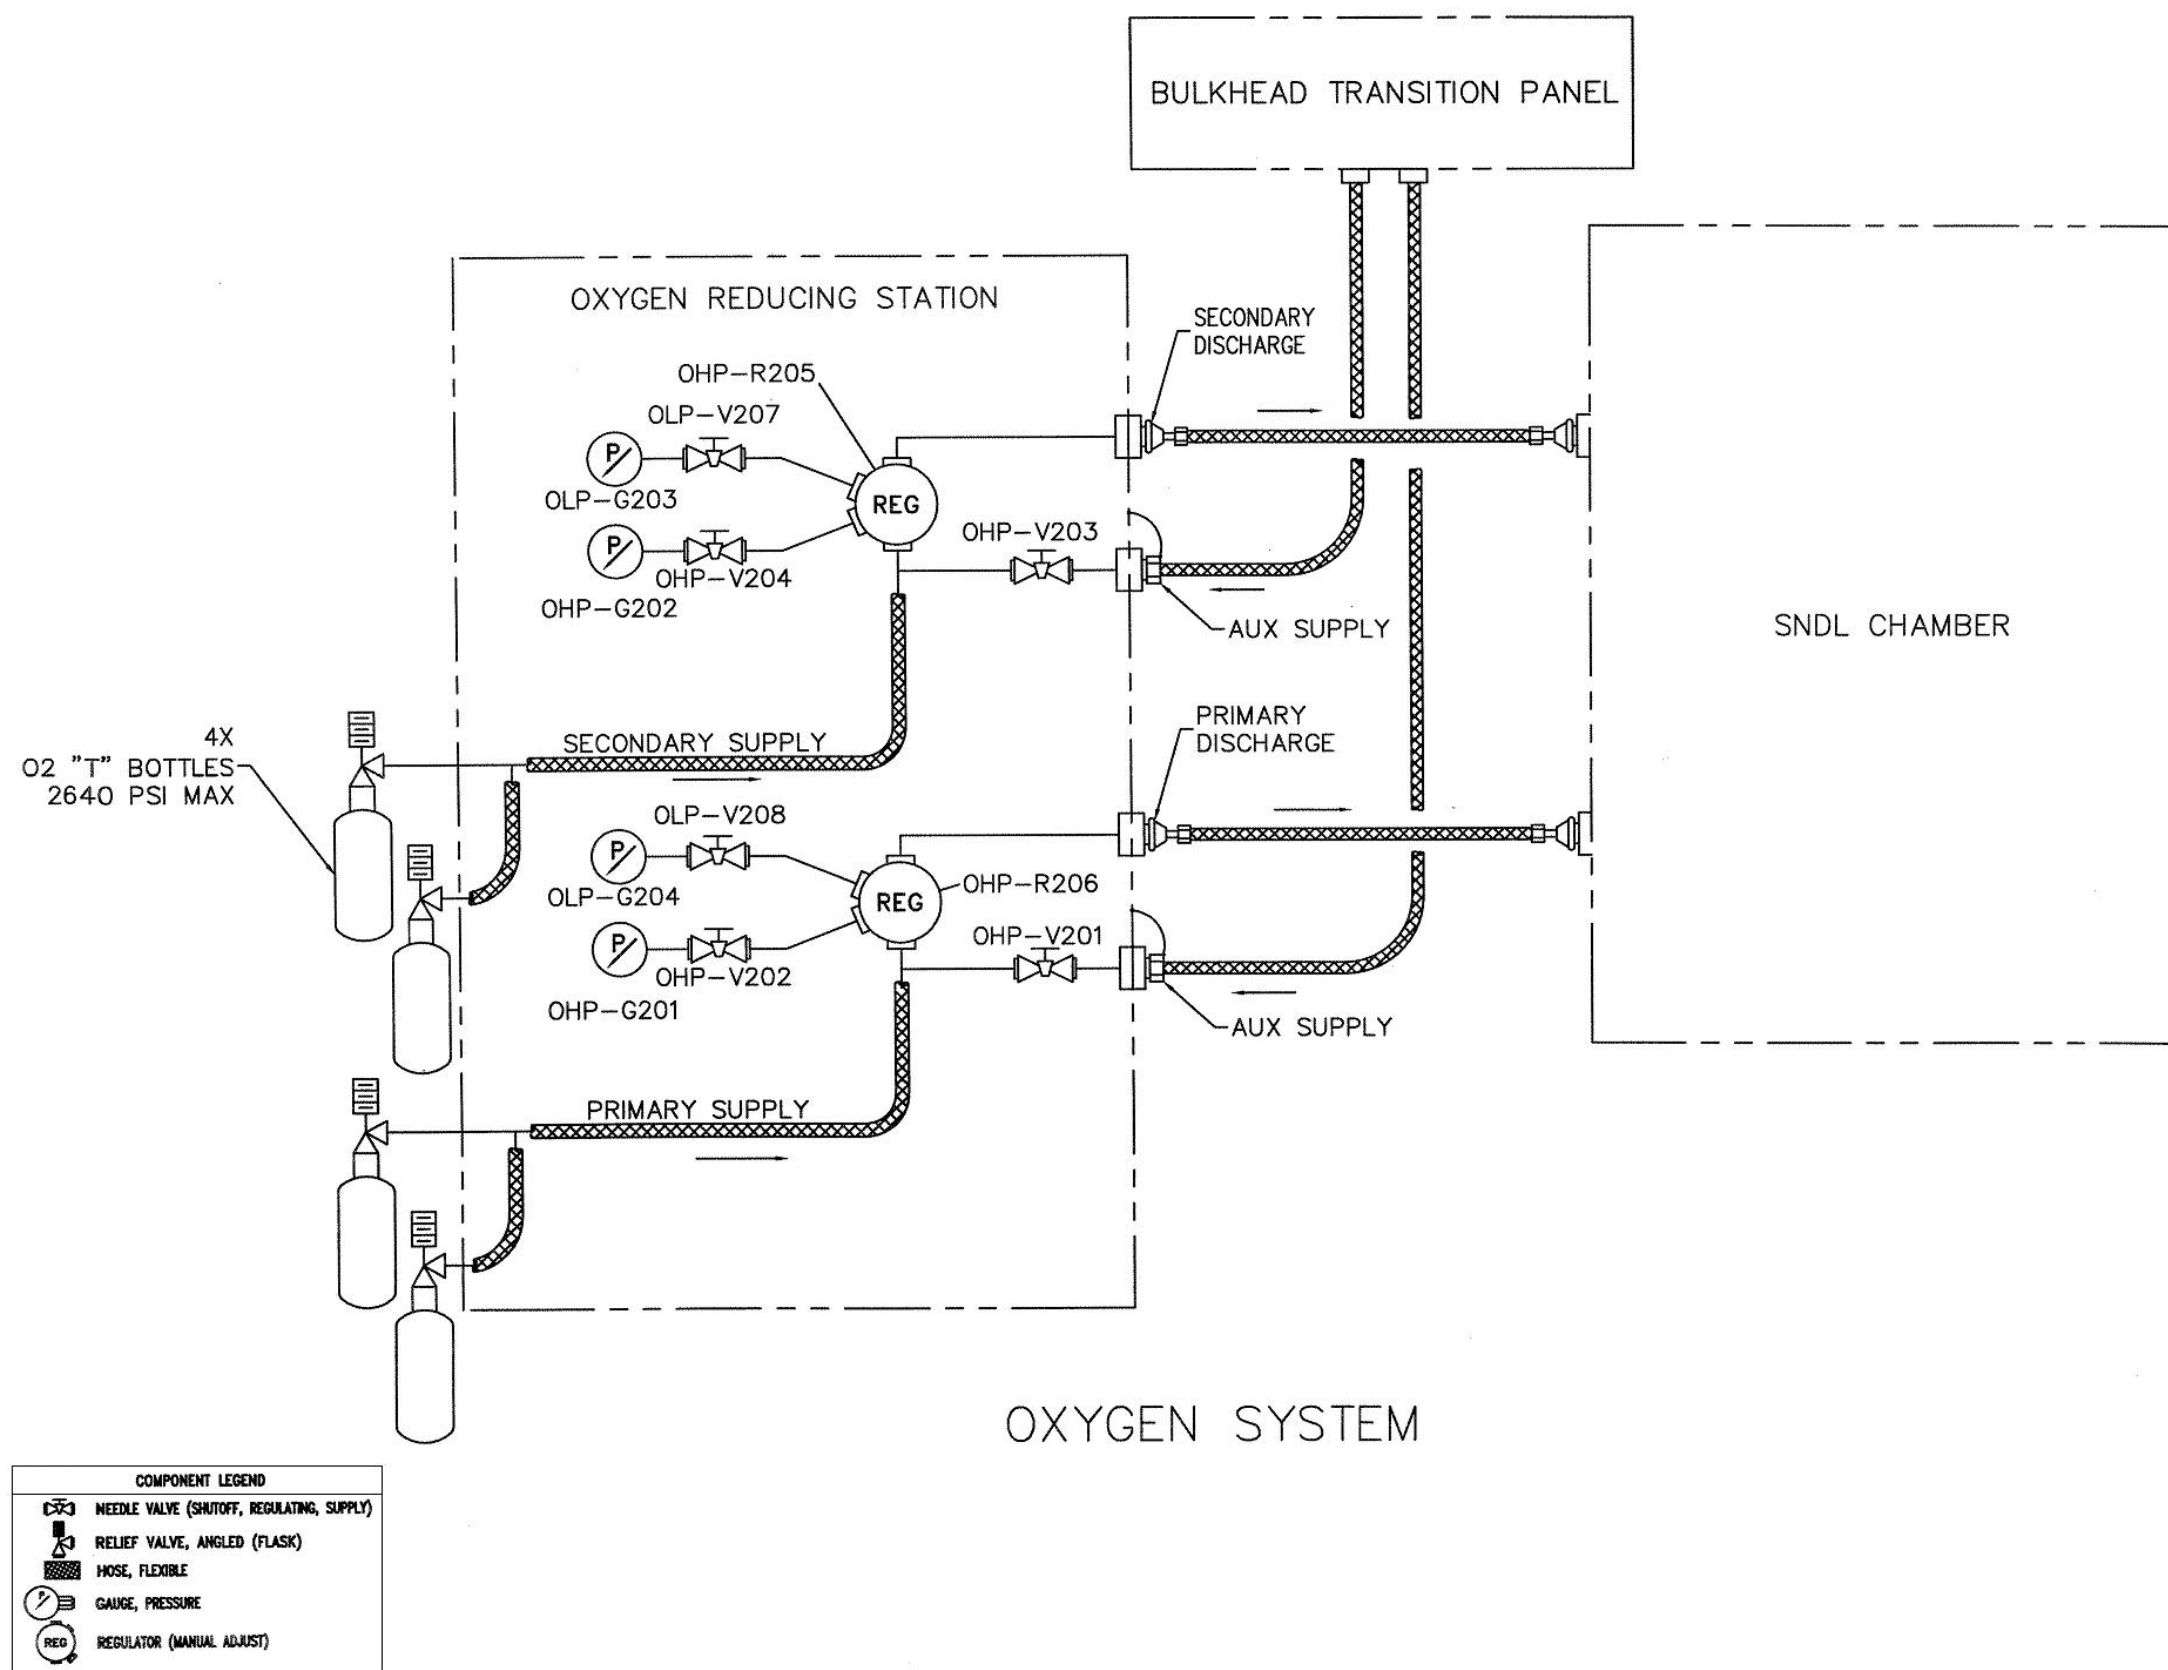 BULKHEAD TRANSITION PANEL
OXYGEN REDUCING STATION
SECONDARY
DISCHARGE
OHP-R205
OLP-V207
P
OLP-G203
REG
OHP-V203
P
OHP-V204
OHP-G202
AUX SUPPLY
SNDL CHAMBER
4X
O2 "T" BOTTLES
2640 PSI MAX
SECONDARY SUPPLY
PRIMARY
DISCHARGE
OLP-V208
P
OLP-G204
REG
OHP-R206
OHP-V201
P
OHP-V202
OHP-G201
AUX SUPPLY
PRIMARY SUPPLY
OXYGEN SYSTEM
COMPONENT LEGEND
NEEDLE VALVE (SHUTOFF, REGULATING, SUPPLY)
RELIEF VALVE, ANGLED (FLASK)
HOSE, FLEXIBLE
P
GAUGE, PRESSURE
REG
REGULATOR (MANUAL ADJUST)